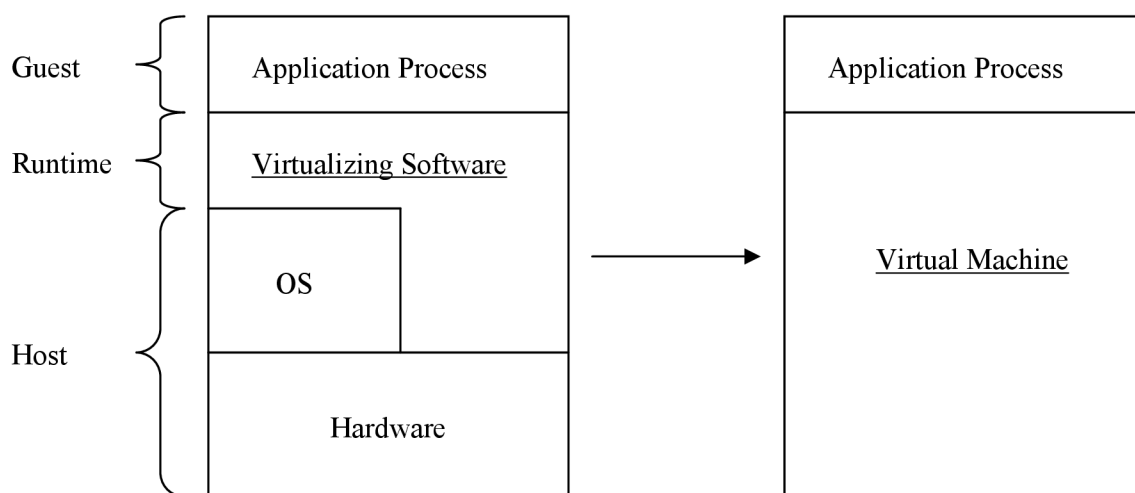 Guest
Application Process
Application Process
Runtime
Virtualizing Software
Virtual Machine
OS
Host
Hardware